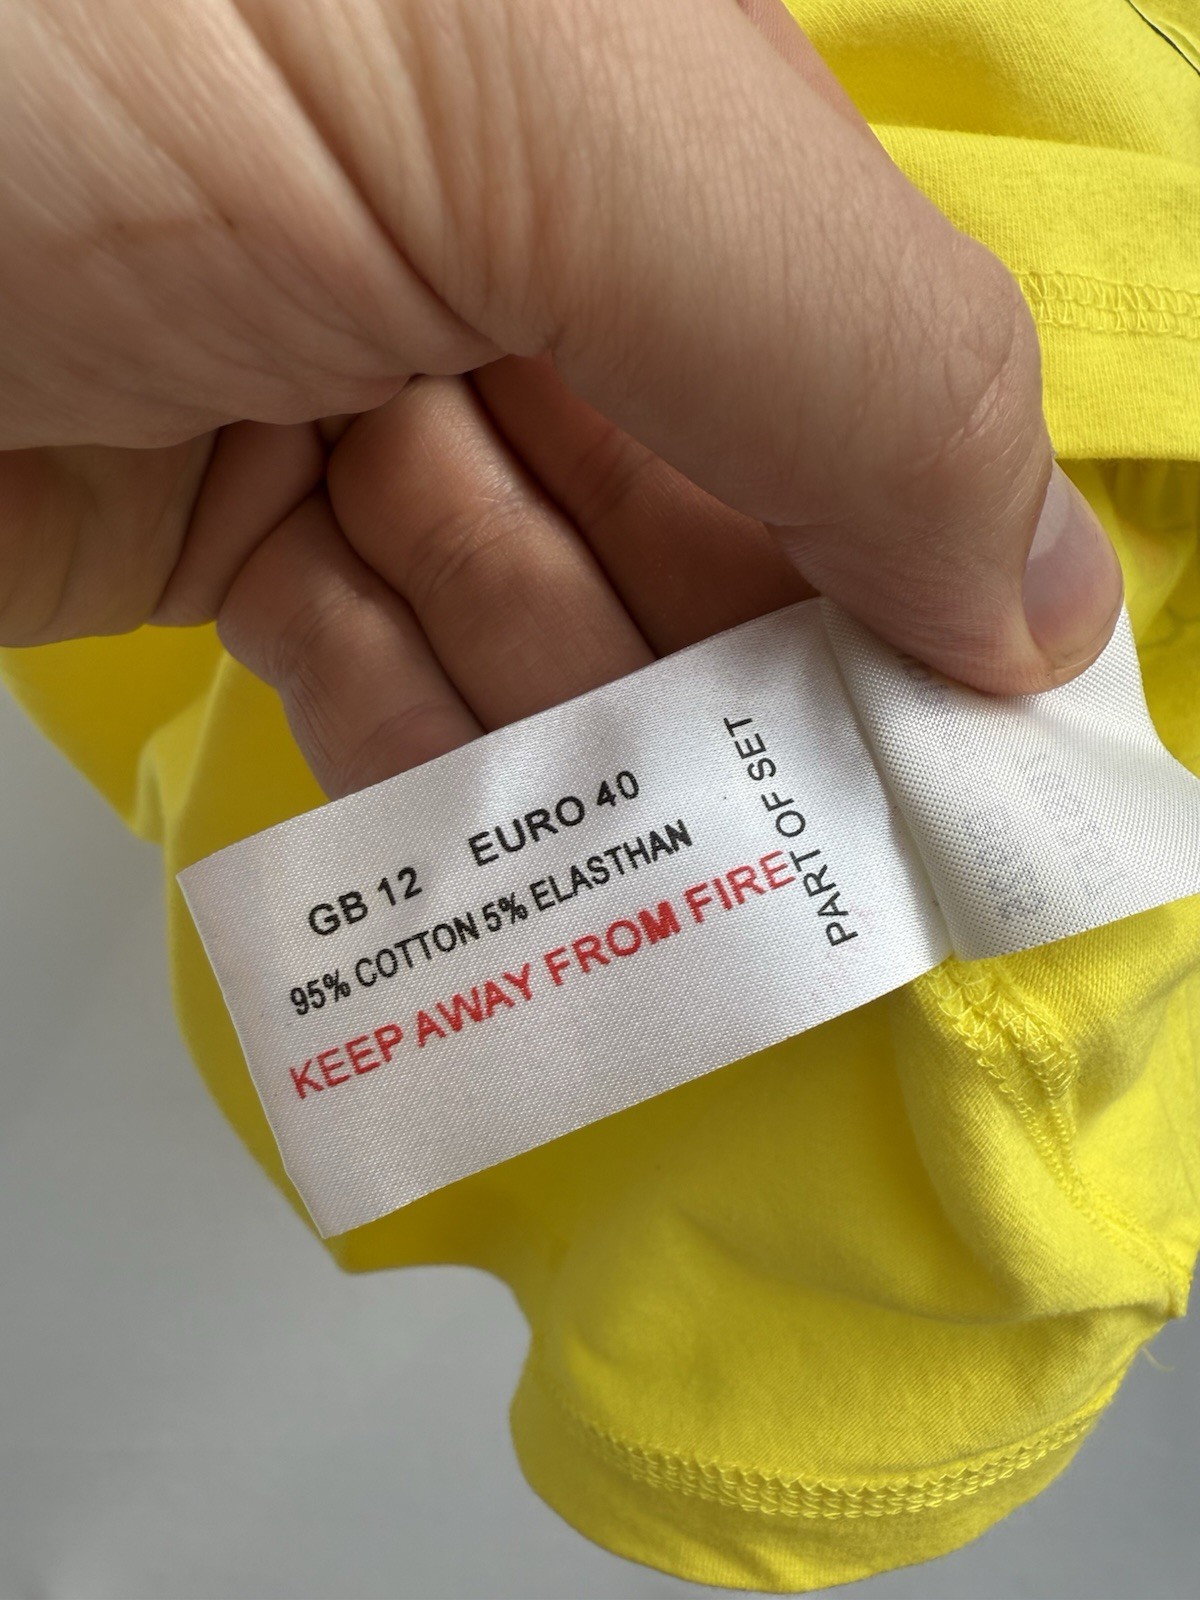 GB 12 EURO 40
95% COTTON 5% ELASTHAN
KEEP AWAY FROM FIRE
PART OF SET